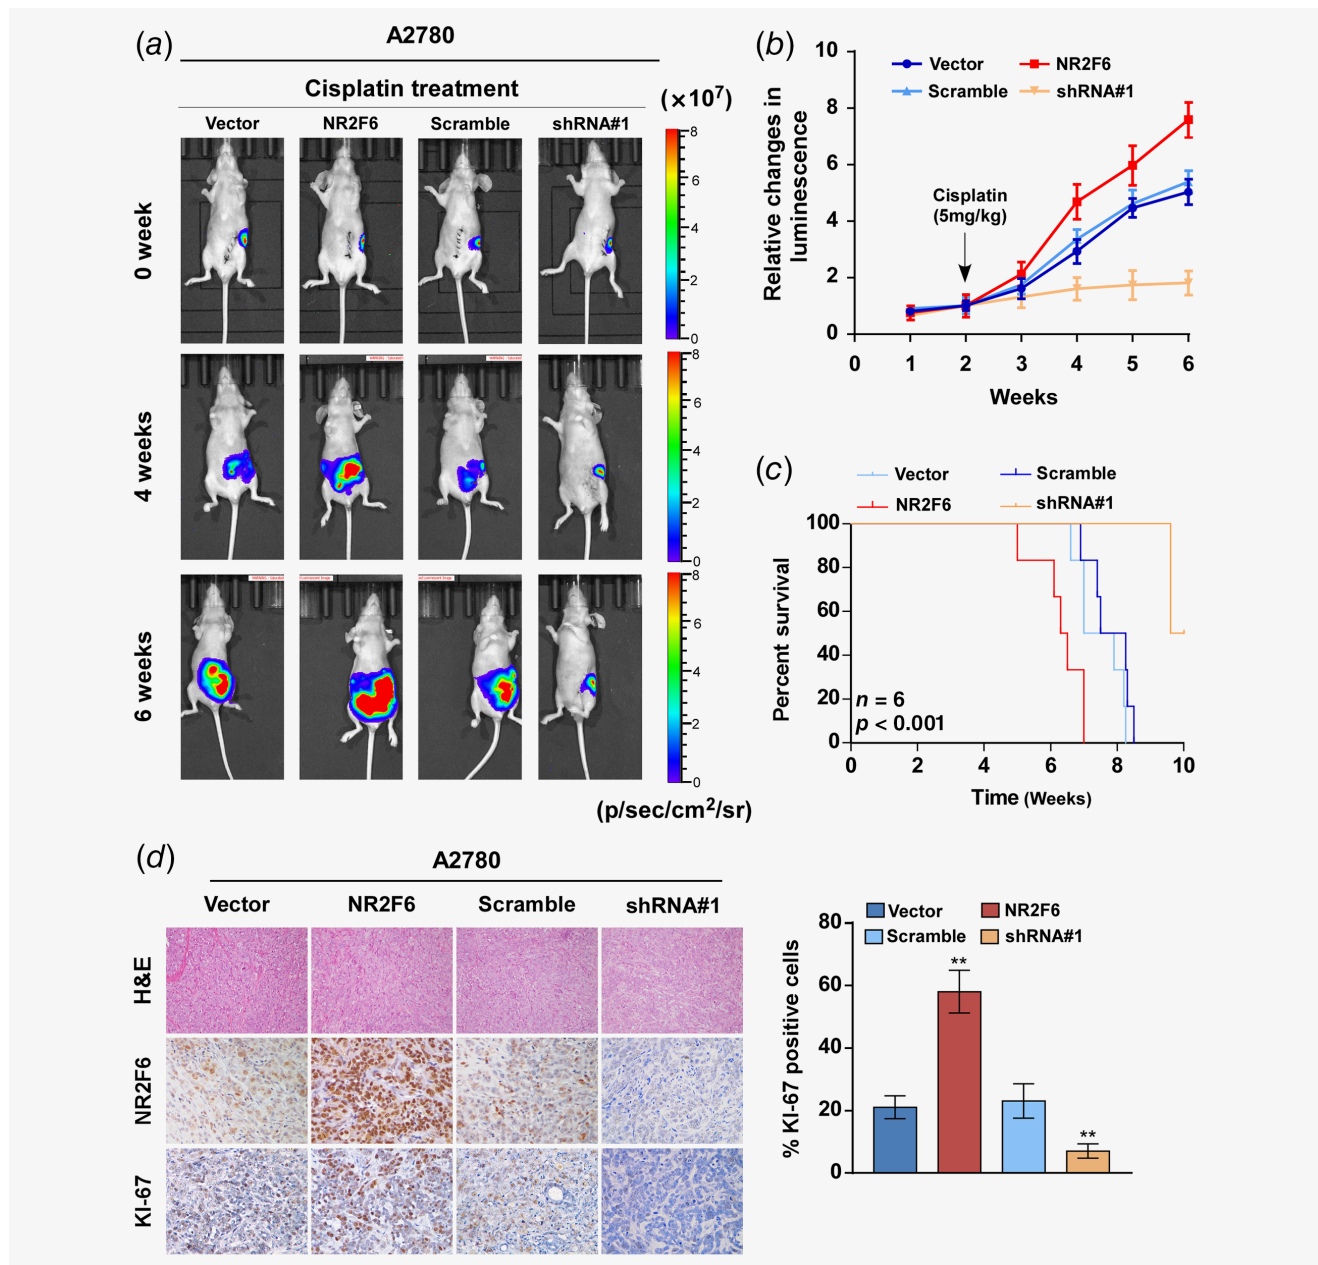 (a)
A2780
Cisplatin treatment
(×10⁷)
Vector NR2F6 Scramble shRNA#1
0 week
4 weeks
6 weeks
8
6
4
2
0
8
6
4
2
0
8
6
4
2
0
(p/sec/cm²/sr)
(b)
Vector NR2F6
Scramble shRNA#1
Relative changes in
luminescence
10
8
6
4
2
0
Cisplatin
(5mg/kg)
0 1 2 3 4 5 6
Weeks
(c)
Vector Scramble
NR2F6 shRNA#1
Percent survival
100
80
60
40
20
0
n = 6
p < 0.001
0 2 4 6 8 10
Time (Weeks)
(d)
A2780
Vector NR2F6 Scramble shRNA#1
H&E
NR2F6
KI-67
Vector NR2F6
Scramble shRNA#1
% KI-67 positive cells
80
60
40
20
0
**
**